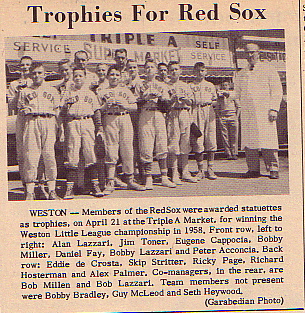 Trophies For Red Sox
TRIPLE A
SELF
SERVICE
SUPER MARKET
SELF
SERVICE
WESTON — Members of the RedSox were awarded statuettes
as trophies, on April 21 at the Triple A Market, for winning the
Weston Little League championship in 1958. Front row, left to
right: Alan Lazzari, Jim Toner, Eugene Cappocia, Bobby
Miller, Daniel Fay, Bobby Lazzari and Peter Acconcia. Back
row: Eddie de Crosta, Skip Stritter, Ricky Page, Richard
Hosterman and Alex Palmer. Co-managers, in the rear, are
Bob Millen and Bob Lazzari. Team members not present
were Bobby Bradley, Guy McLeod and Seth Heywood.
(Garabedian Photo)